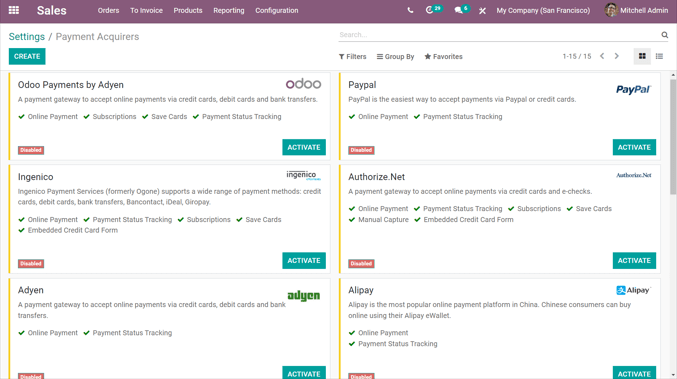 Sales Orders To Invoice Products Reporting Configuration 29 6 My Company (San Francisco) Mitchell Admin
Settings / Payment Acquirers
Search...
CREATE
Filters Group By Favorites 1-15 / 15
Odoo Payments by Adyen
odoo
A payment gateway to accept online payments via credit cards, debit cards and bank transfers.
Online Payment Subscriptions Save Cards Payment Status Tracking
Disabled
ACTIVATE
Paypal
PayPal
PayPal is the easiest way to accept payments via Paypal or credit cards.
Online Payment Payment Status Tracking
Disabled
ACTIVATE
Ingenico
ingenico
Ingenico Payment Services (formerly Ogone) supports a wide range of payment methods: credit
cards, debit cards, bank transfers, Bancontact, iDeal, Giropay.
Online Payment Payment Status Tracking Subscriptions Save Cards
Embedded Credit Card Form
Disabled
ACTIVATE
Authorize.Net
Authorize.Net
A payment gateway to accept online payments via credit cards and e-checks.
Online Payment Payment Status Tracking Subscriptions Save Cards
Manual Capture Embedded Credit Card Form
Disabled
ACTIVATE
Adyen
adyen
A payment gateway to accept online payments via credit cards, debit cards and bank
transfers.
Online Payment Payment Status Tracking
Disabled
ACTIVATE
Alipay
Alipay
Alipay is the most popular online payment platform in China. Chinese consumers can buy
online using their Alipay eWallet.
Online Payment
Payment Status Tracking
Disabled
ACTIVATE